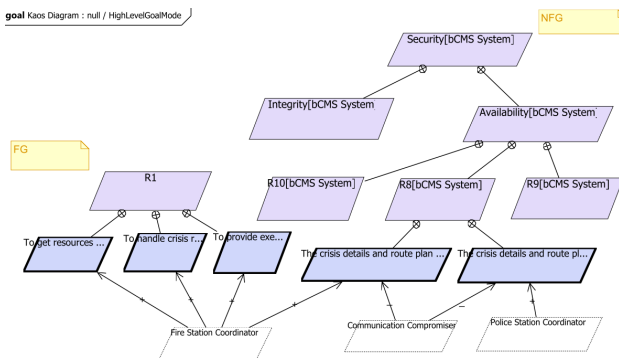 goal Kaos Diagram : null / HighLevelGoalMode
NFG
Security[bCMS System]
Integrity[bCMS System
Availability[bCMS System]
FG
R1
R10[bCMS System]
R8[bCMS System]
R9[bCMS System]
To get resources ...
To handle crisis r...
To provide exe...
The crisis details and route plan ...
The crisis details and route pl...
+
+
+
+
–
–
+
Fire Station Coordinator
Communication Compromiser
Police Station Coordinator